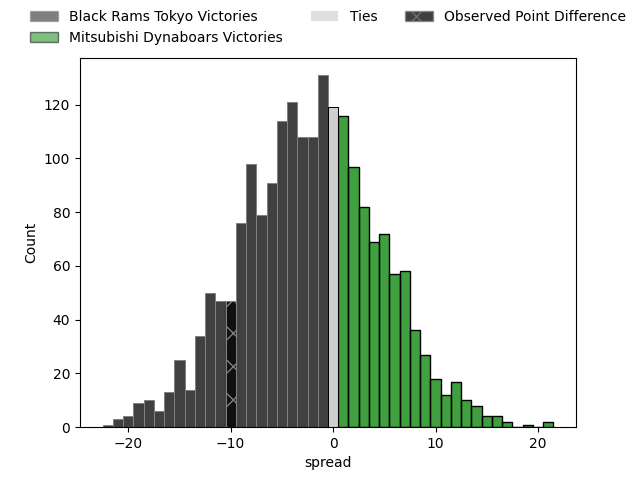 Black Rams Tokyo Victories
Mitsubishi Dynaboars Victories
Ties
Observed Point Difference
Count
120
100
80
60
40
20
0
−20
−10
0
10
20
spread